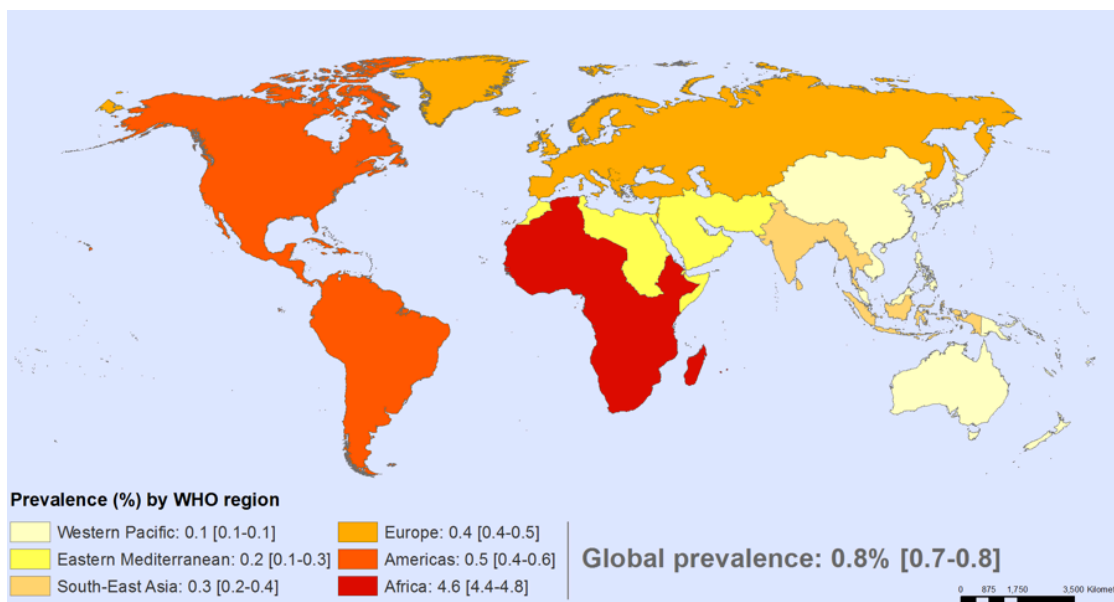 Prevalence (%) by WHO region
Western Pacific: 0.1 [0.1-0.1]
Eastern Mediterranean: 0.2 [0.1-0.3]
South-East Asia: 0.3 [0.2-0.4]
Europe: 0.4 [0.4-0.5]
Americas: 0.5 [0.4-0.6]
Africa: 4.6 [4.4-4.8]
Global prevalence: 0.8% [0.7-0.8]
0 875 1,750 3,500 Kilomet